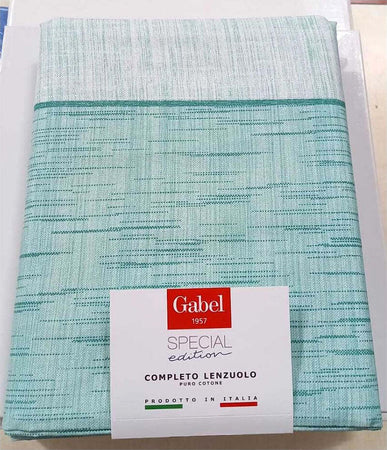 Gabel
1957
SPECIAL
edition
COMPLETO LENZUOLO
PURO COTONE
PRODOTTO IN ITALIA